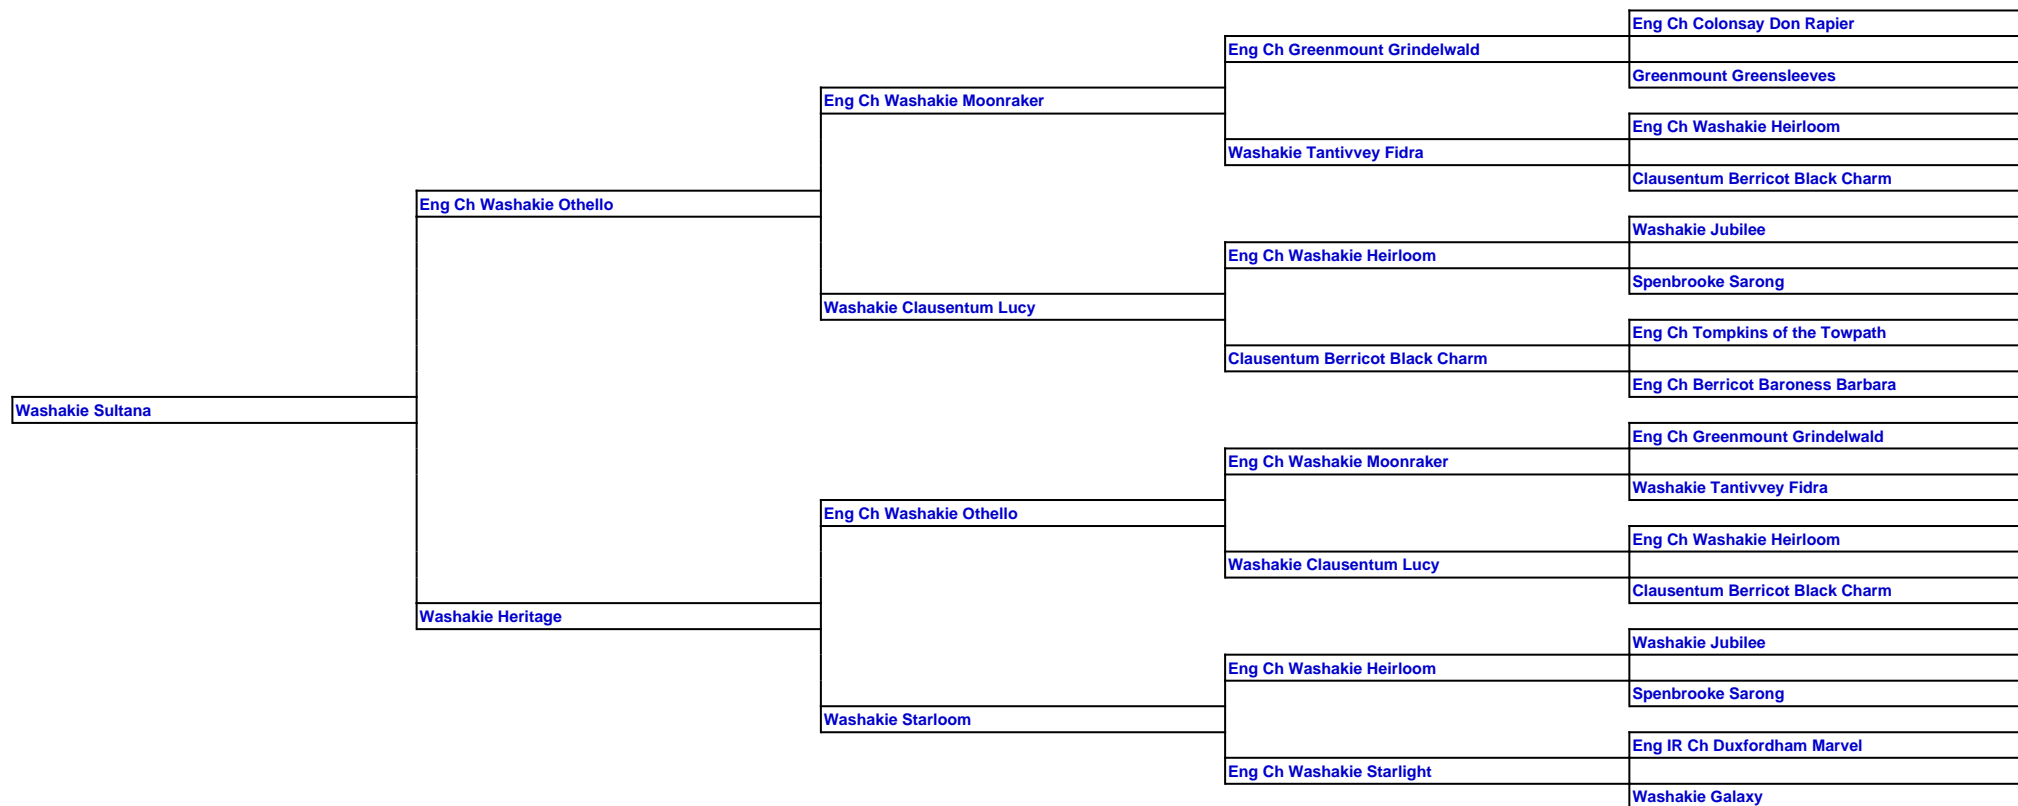 Eng Ch Colonsay Don Rapier
Eng Ch Greenmount Grindelwald
Greenmount Greensleeves
Eng Ch Washakie Moonraker
Eng Ch Washakie Heirloom
Washakie Tantivvey Fidra
Clausentum Berricot Black Charm
Eng Ch Washakie Othello
Washakie Jubilee
Eng Ch Washakie Heirloom
Spenbrooke Sarong
Washakie Clausentum Lucy
Eng Ch Tompkins of the Towpath
Clausentum Berricot Black Charm
Eng Ch Berricot Baroness Barbara
Washakie Sultana
Eng Ch Greenmount Grindelwald
Eng Ch Washakie Moonraker
Washakie Tantivvey Fidra
Eng Ch Washakie Othello
Eng Ch Washakie Heirloom
Washakie Clausentum Lucy
Clausentum Berricot Black Charm
Washakie Heritage
Washakie Jubilee
Eng Ch Washakie Heirloom
Spenbrooke Sarong
Washakie Starloom
Eng IR Ch Duxfordham Marvel
Eng Ch Washakie Starlight
Washakie Galaxy